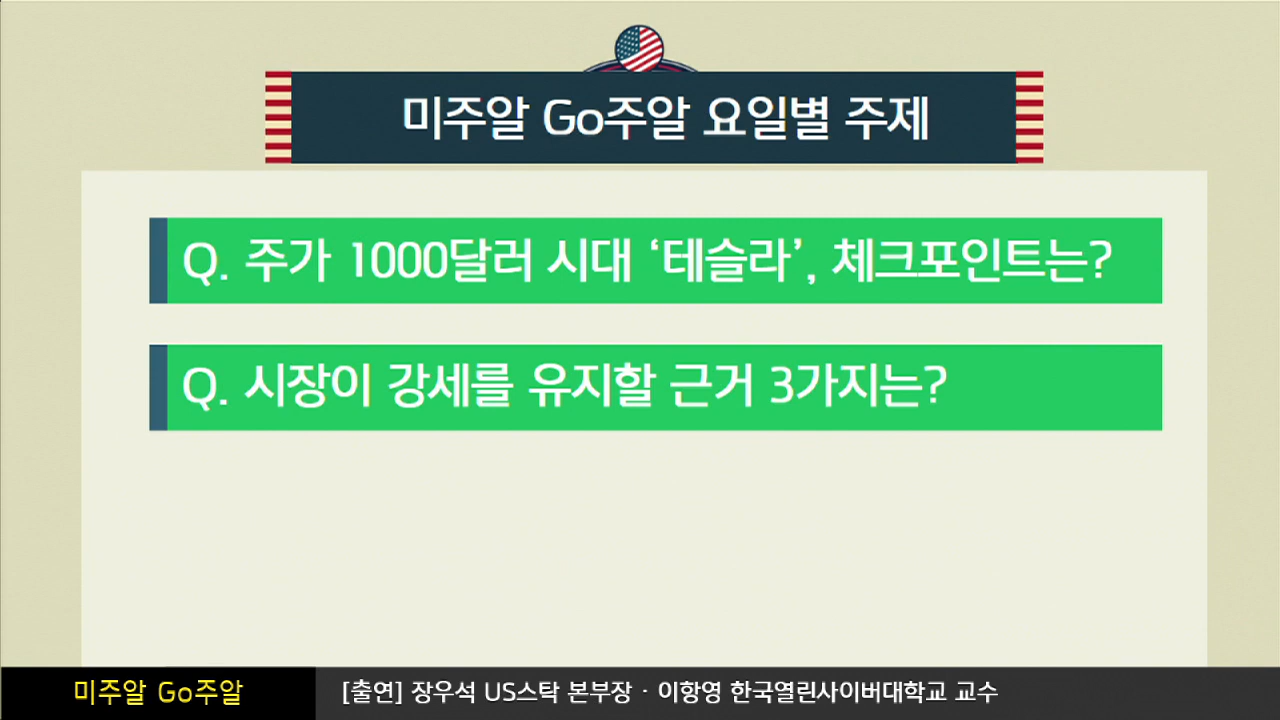 미주알 Go주알 요일별 주제
Q. 주가 1000달러 시대 ‘테슬라’, 체크포인트는?
Q. 시장이 강세를 유지할 근거 3가지는?
미주알 Go주알
[출연] 장우석 US스탁 본부장 · 이항영 한국열린사이버대학교 교수